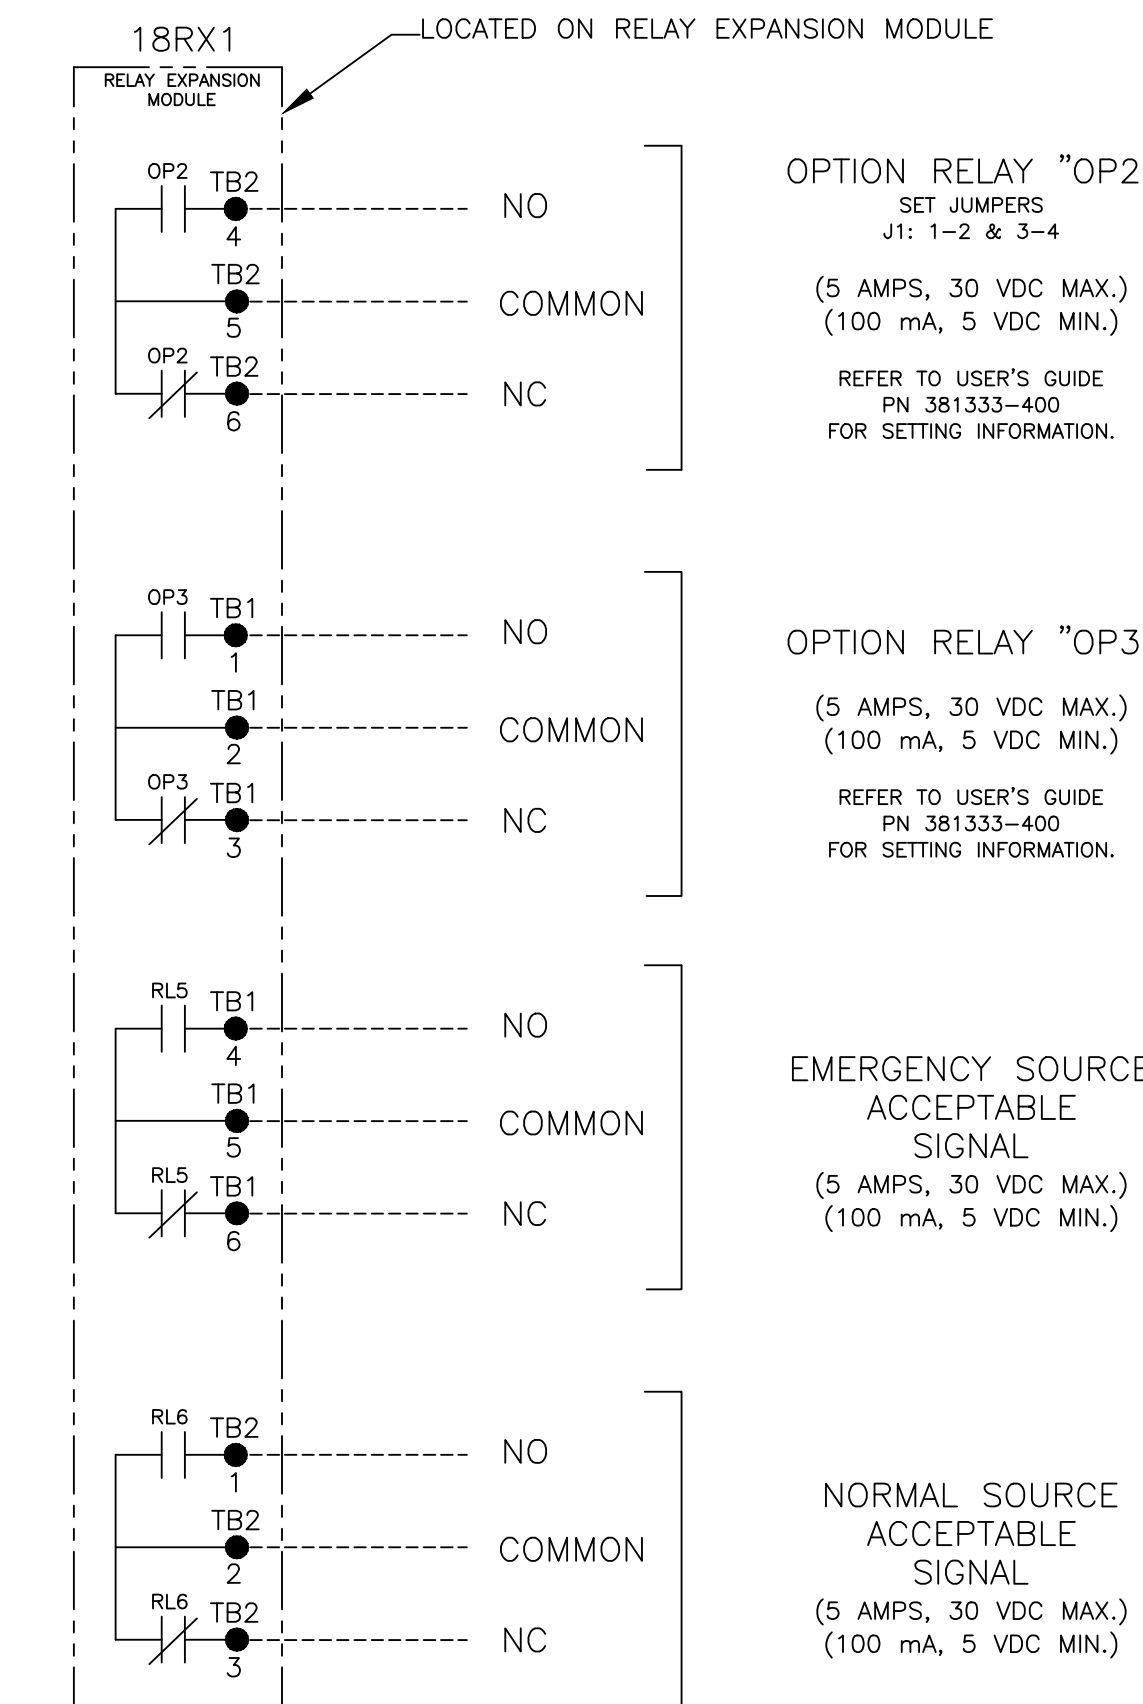 LOCATED ON RELAY EXPANSION MODULE
18RX1
RELAY EXPANSION
MODULE
OP2 TB2
4
NO
TB2
5
COMMON
OP2 TB2
6
NC
OPTION RELAY "OP2
SET JUMPERS
J1: 1-2 & 3-4
(5 AMPS, 30 VDC MAX.)
(100 mA, 5 VDC MIN.)
REFER TO USER'S GUIDE
PN 381333-400
FOR SETTING INFORMATION.
OP3 TB1
1
NO
TB1
2
COMMON
OP3 TB1
3
NC
OPTION RELAY "OP3
(5 AMPS, 30 VDC MAX.)
(100 mA, 5 VDC MIN.)
REFER TO USER'S GUIDE
PN 381333-400
FOR SETTING INFORMATION.
RL5 TB1
4
NO
TB1
5
COMMON
RL5 TB1
6
NC
EMERGENCY SOURCE
ACCEPTABLE
SIGNAL
(5 AMPS, 30 VDC MAX.)
(100 mA, 5 VDC MIN.)
RL6 TB2
1
NO
TB2
2
COMMON
RL6 TB2
3
NC
NORMAL SOURCE
ACCEPTABLE
SIGNAL
(5 AMPS, 30 VDC MAX.)
(100 mA, 5 VDC MIN.)